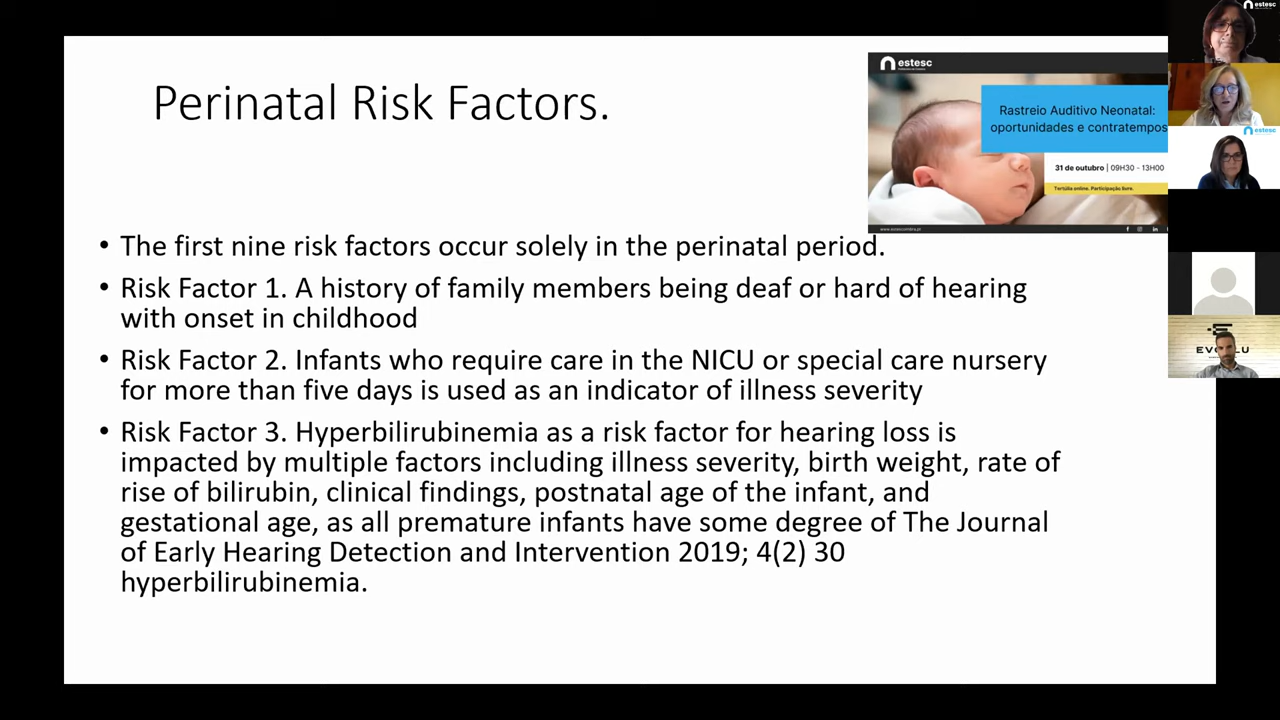 Perinatal Risk Factors.
estesc
Rastreio Auditivo Neonatal:
oportunidades e contratempos
31 de outubro | 09H30 - 13H00
Tertúlia online. Participação livre.
www.estescoimbra.pt
• The first nine risk factors occur solely in the perinatal period.
• Risk Factor 1. A history of family members being deaf or hard of hearing
with onset in childhood
• Risk Factor 2. Infants who require care in the NICU or special care nursery
for more than five days is used as an indicator of illness severity
• Risk Factor 3. Hyperbilirubinemia as a risk factor for hearing loss is
impacted by multiple factors including illness severity, birth weight, rate of
rise of bilirubin, clinical findings, postnatal age of the infant, and
gestational age, as all premature infants have some degree of The Journal
of Early Hearing Detection and Intervention 2019; 4(2) 30
hyperbilirubinemia.
estesc
estesc